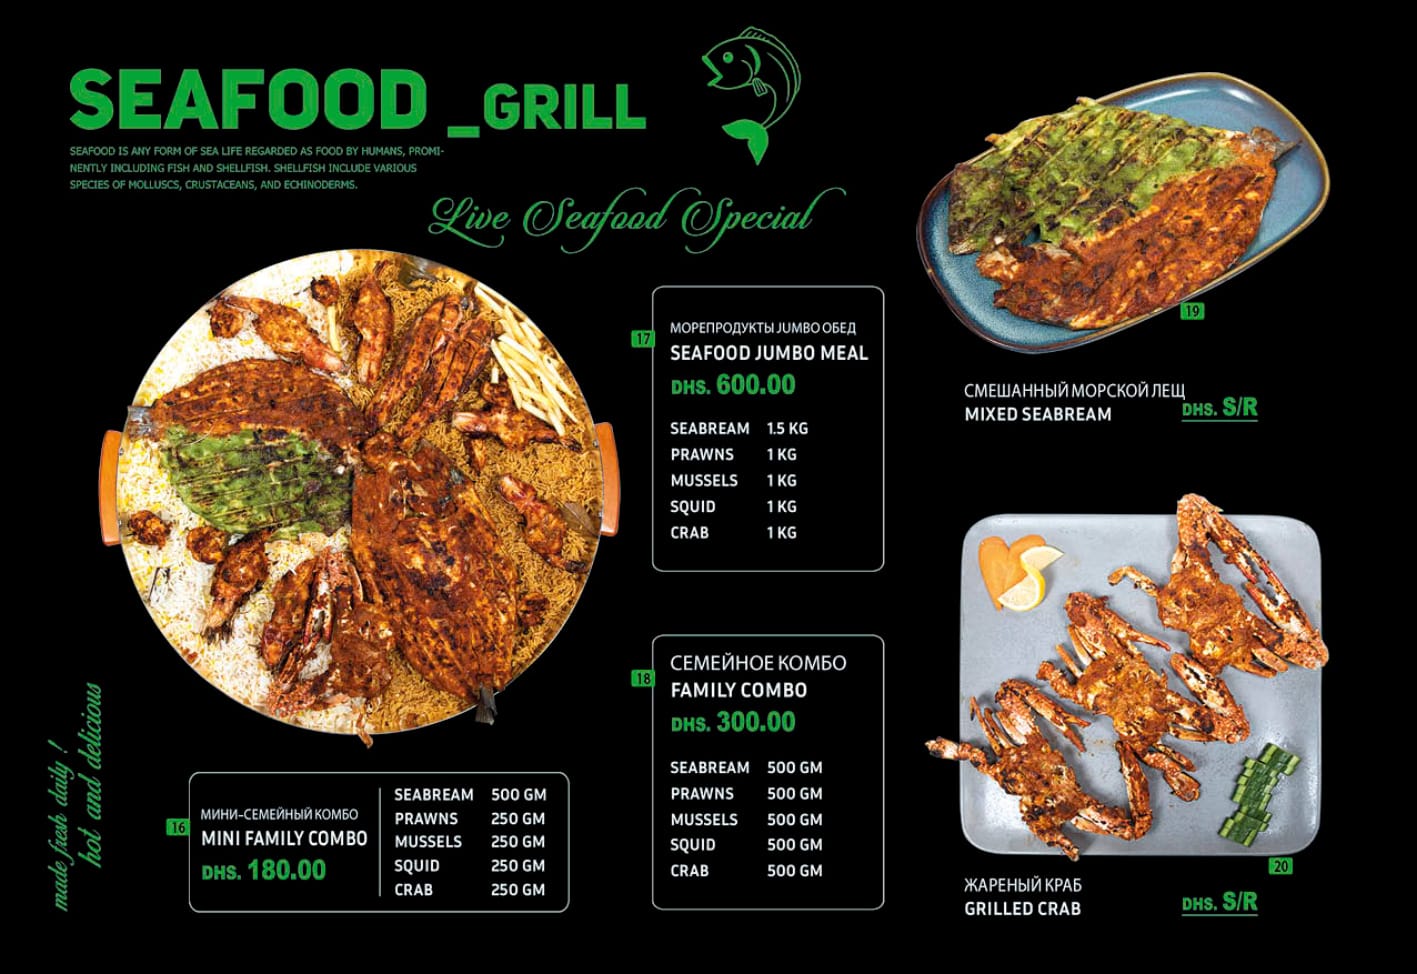 SEAFOOD _GRILL
SEAFOOD IS ANY FORM OF SEA LIFE REGARDED AS FOOD BY HUMANS, PROMI-
NENTLY INCLUDING FISH AND SHELLFISH. SHELLFISH INCLUDE VARIOUS
SPECIES OF MOLLUSCS, CRUSTACEANS, AND ECHINODERMS.
Live Seafood Special
made fresh daily !
hot and delicious
16
МИНИ-СЕМЕЙНЫЙ КОМБО
MINI FAMILY COMBO
DHS. 180.00
SEABREAM 500 GM
PRAWNS 250 GM
MUSSELS 250 GM
SQUID 250 GM
CRAB 250 GM
17
МОРЕПРОДУКТЫ JUMBO ОБЕД
SEAFOOD JUMBO MEAL
DHS. 600.00
SEABREAM 1.5 KG
PRAWNS 1 KG
MUSSELS 1 KG
SQUID 1 KG
CRAB 1 KG
18
СЕМЕЙНОЕ КОМБО
FAMILY COMBO
DHS. 300.00
SEABREAM 500 GM
PRAWNS 500 GM
MUSSELS 500 GM
SQUID 500 GM
CRAB 500 GM
19
СМЕШАННЫЙ МОРСКОЙ ЛЕЩ
MIXED SEABREAM
DHS. S/R
20
ЖАРЕНЫЙ КРАБ
GRILLED CRAB
DHS. S/R